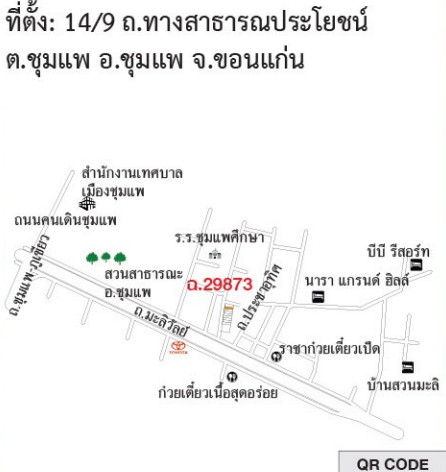 ที่ตั้ง: 14/9 ถ.ทางสาธารณประโยชน์
ต.ชุมแพ อ.ชุมแพ จ.ขอนแก่น
สำนักงานเทศบาล
เมืองชุมแพ
ถนนคนเดินชุมแพ
ร.ร.ชุมแพศึกษา
บีบี รีสอร์ท
ถ.ชุมแพ-ภูเขียว
สวนสาธารณะ
อ.ชุมแพ
ฉ.29873
ถ.ประชาอุทิศ
นารา แกรนด์ ฮิลล์
ถ.มะลิวัลย์
TOYOTA
ราชาก๋วยเตี๋ยวเป็ด
ก๋วยเตี๋ยวเนื้อสุดอร่อย
บ้านสวนมะลิ
QR CODE